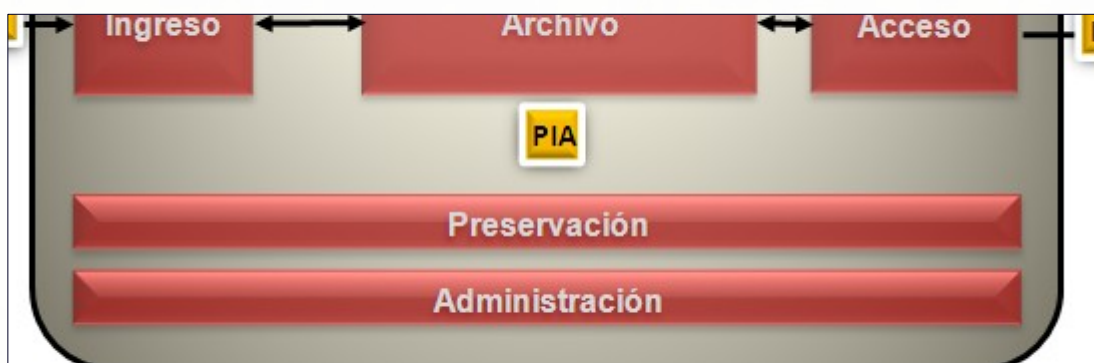 Ingreso
Archivo
Acceso
PIA
Preservación
Administración